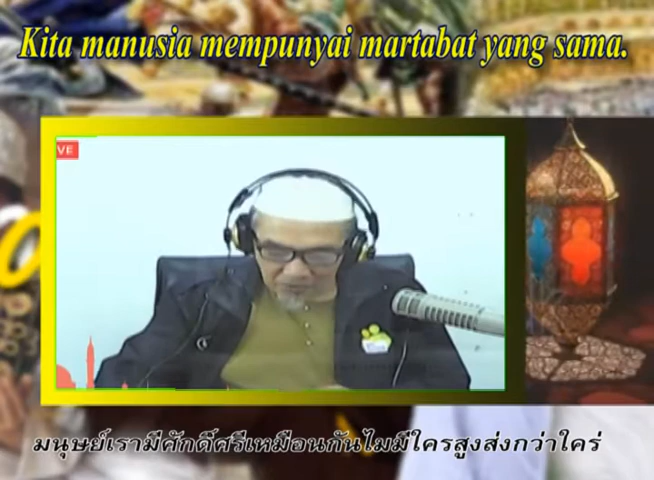 Kita manusia mempunyai martabat yang sama.
VE
มนุษย์เรามีศักดิ์ศรีเหมือนกันไม่มีใครสูงส่งกว่าใคร่